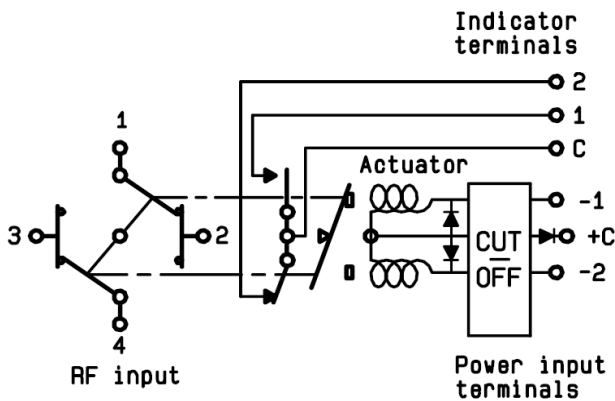 Indicator
terminals
2
1
C
1
Actuator
-1
3
2
CUT
+C
OFF
-2
4
RF input
Power input
terminals